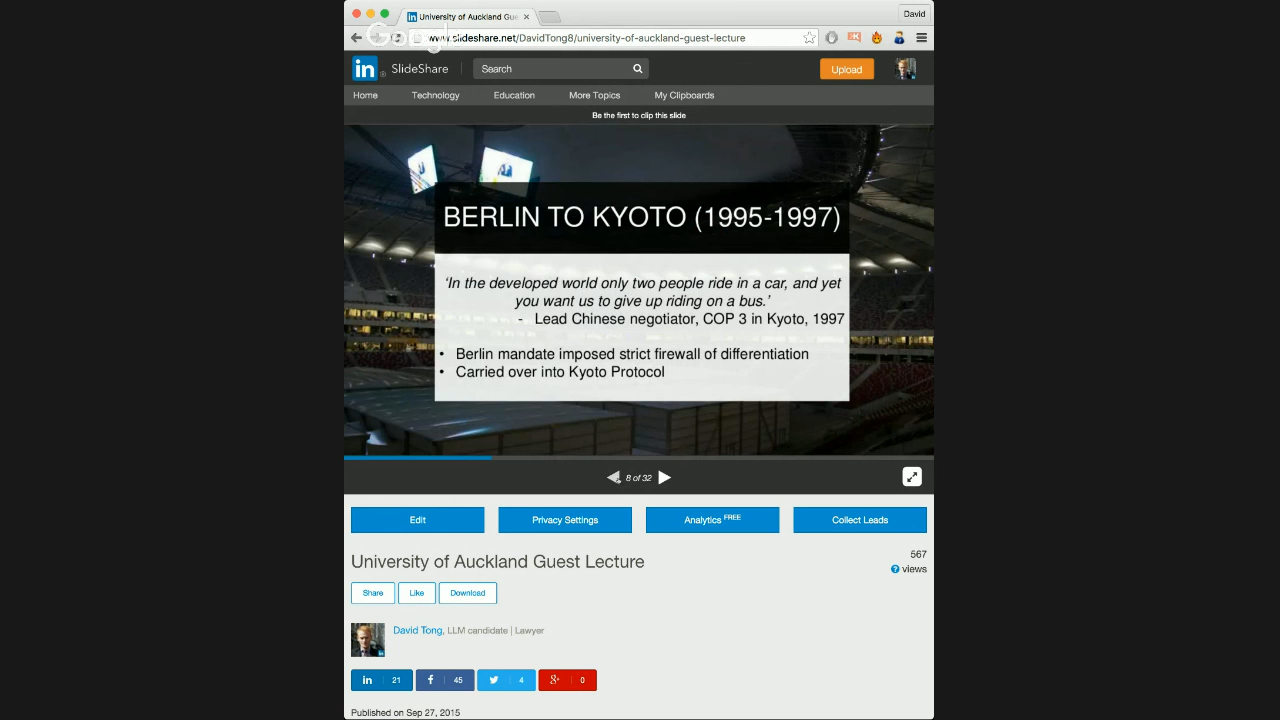 University of Auckland Gue
David
www.slideshare.net/DavidTong8/university-of-auckland-guest-lecture
in SlideShare
Search
Upload
Home
Technology
Education
More Topics
My Clipboards
Be the first to clip this slide
BERLIN TO KYOTO (1995-1997)
‘In the developed world only two people ride in a car, and yet
you want us to give up riding on a bus.’
- Lead Chinese negotiator, COP 3 in Kyoto, 1997
• Berlin mandate imposed strict firewall of differentiation
• Carried over into Kyoto Protocol
8 of 32
Edit
Privacy Settings
Analytics FREE
Collect Leads
University of Auckland Guest Lecture
567
views
Share
Like
Download
David Tong, LLM candidate | Lawyer
in 21
f 45
4
g+ 0
Published on Sep 27, 2015